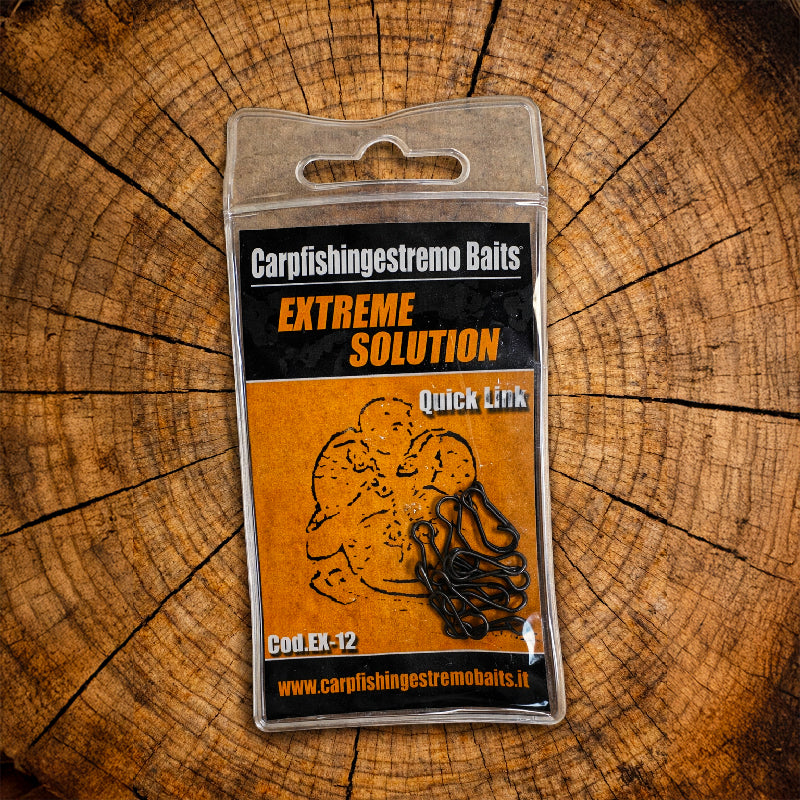 Carpfishingestremo Baits®
EXTREME
SOLUTION
Quick Link
Cod.EX-12
www.carpfishingestremobaits.it